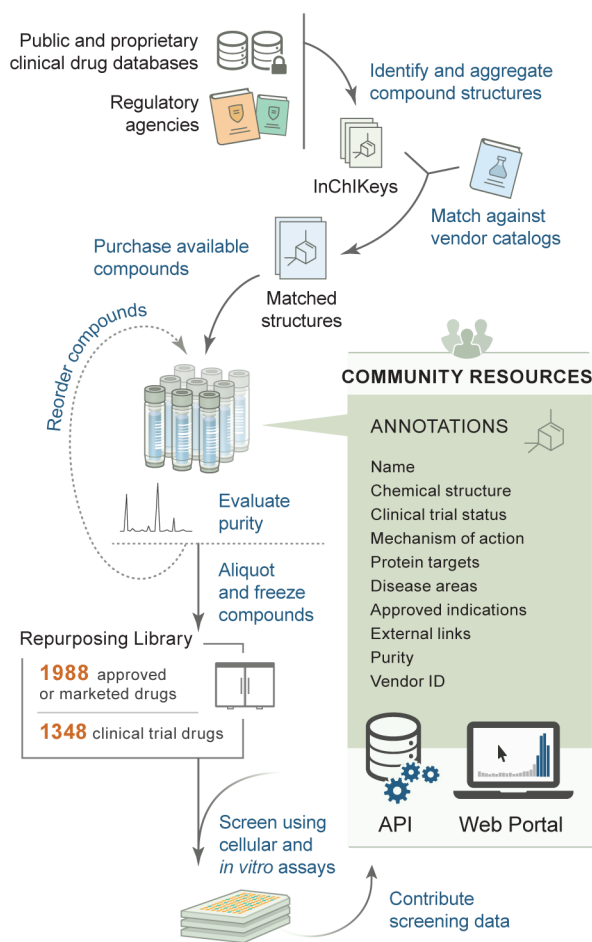 Public and proprietary
clinical drug databases
Regulatory
agencies
Identify and aggregate
compound structures
InChIKeys
Match against
vendor catalogs
Purchase available
compounds
Matched
structures
Reorder compounds
COMMUNITY RESOURCES
ANNOTATIONS
Name
Chemical structure
Clinical trial status
Mechanism of action
Protein targets
Disease areas
Approved indications
External links
Purity
Vendor ID
Evaluate
purity
Aliquot
and freeze
compounds
Repurposing Library
1988 approved
or marketed drugs
1348 clinical trial drugs
API
Web Portal
Screen using
cellular and
in vitro assays
Contribute
screening data